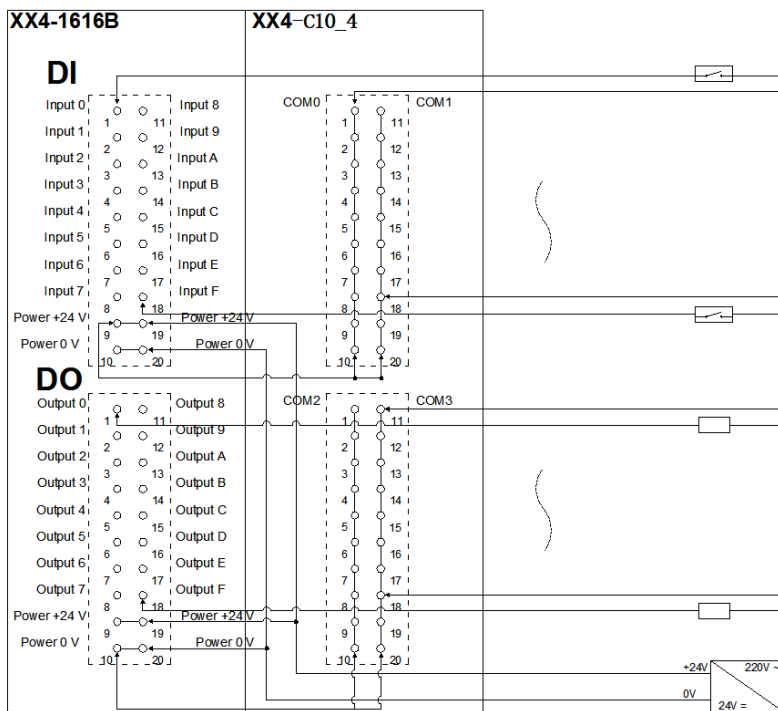 XX4-1616B XX4-C10_4
DI
Input 0 Input 8 COM0 COM1
1 11 1 11
Input 1 Input 9
2 12 2 12
Input 2 Input A
3 13 3 13
Input 3 Input B
4 14 4 14
Input 4 Input C
5 15 5 15
Input 5 Input D
6 16 6 16
Input 6 Input E
7 17 7 17
Input 7 Input F
8 18 8 18
Power +24 V Power +24 V
9 19 9 19
Power 0 V Power 0 V
10 20 10 20
DO
Output 0 Output 8 COM2 COM3
1 11 1 11
Output 1 Output 9
2 12 2 12
Output 2 Output A
3 13 3 13
Output 3 Output B
4 14 4 14
Output 4 Output C
5 15 5 15
Output 5 Output D
6 16 6 16
Output 6 Output E
7 17 7 17
Output 7 Output F
8 18 8 18
Power +24 V Power +24 V
9 19 9 19
Power 0 V Power 0 V
10 20 10 20
+24V 220V ~
0V
24V =